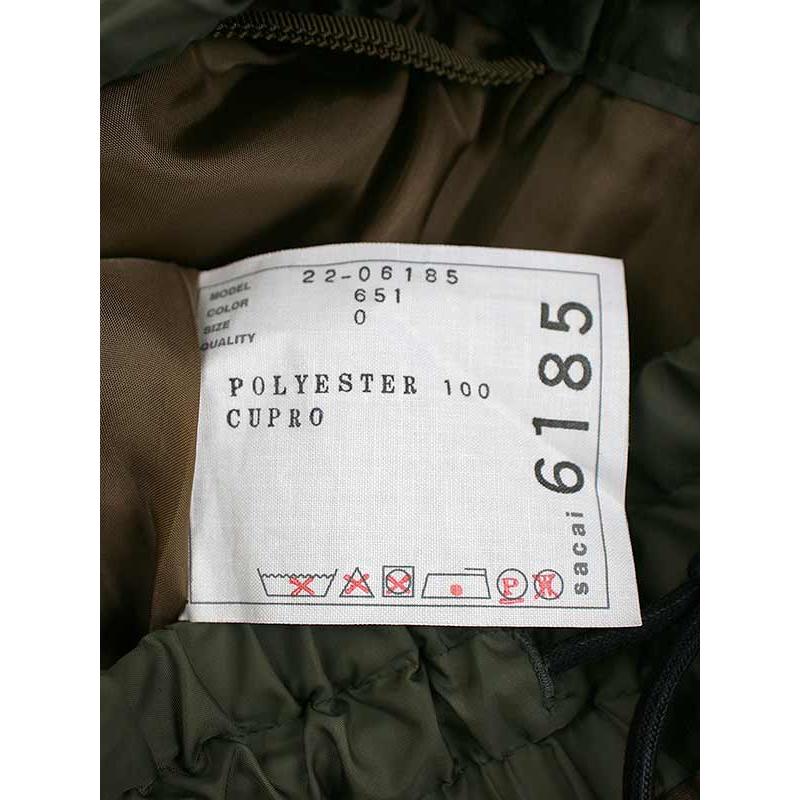 MODEL 22-06185
COLOR 651
SIZE 0
QUALITY
POLYESTER 100
CUPRO
P W
sacai 6185